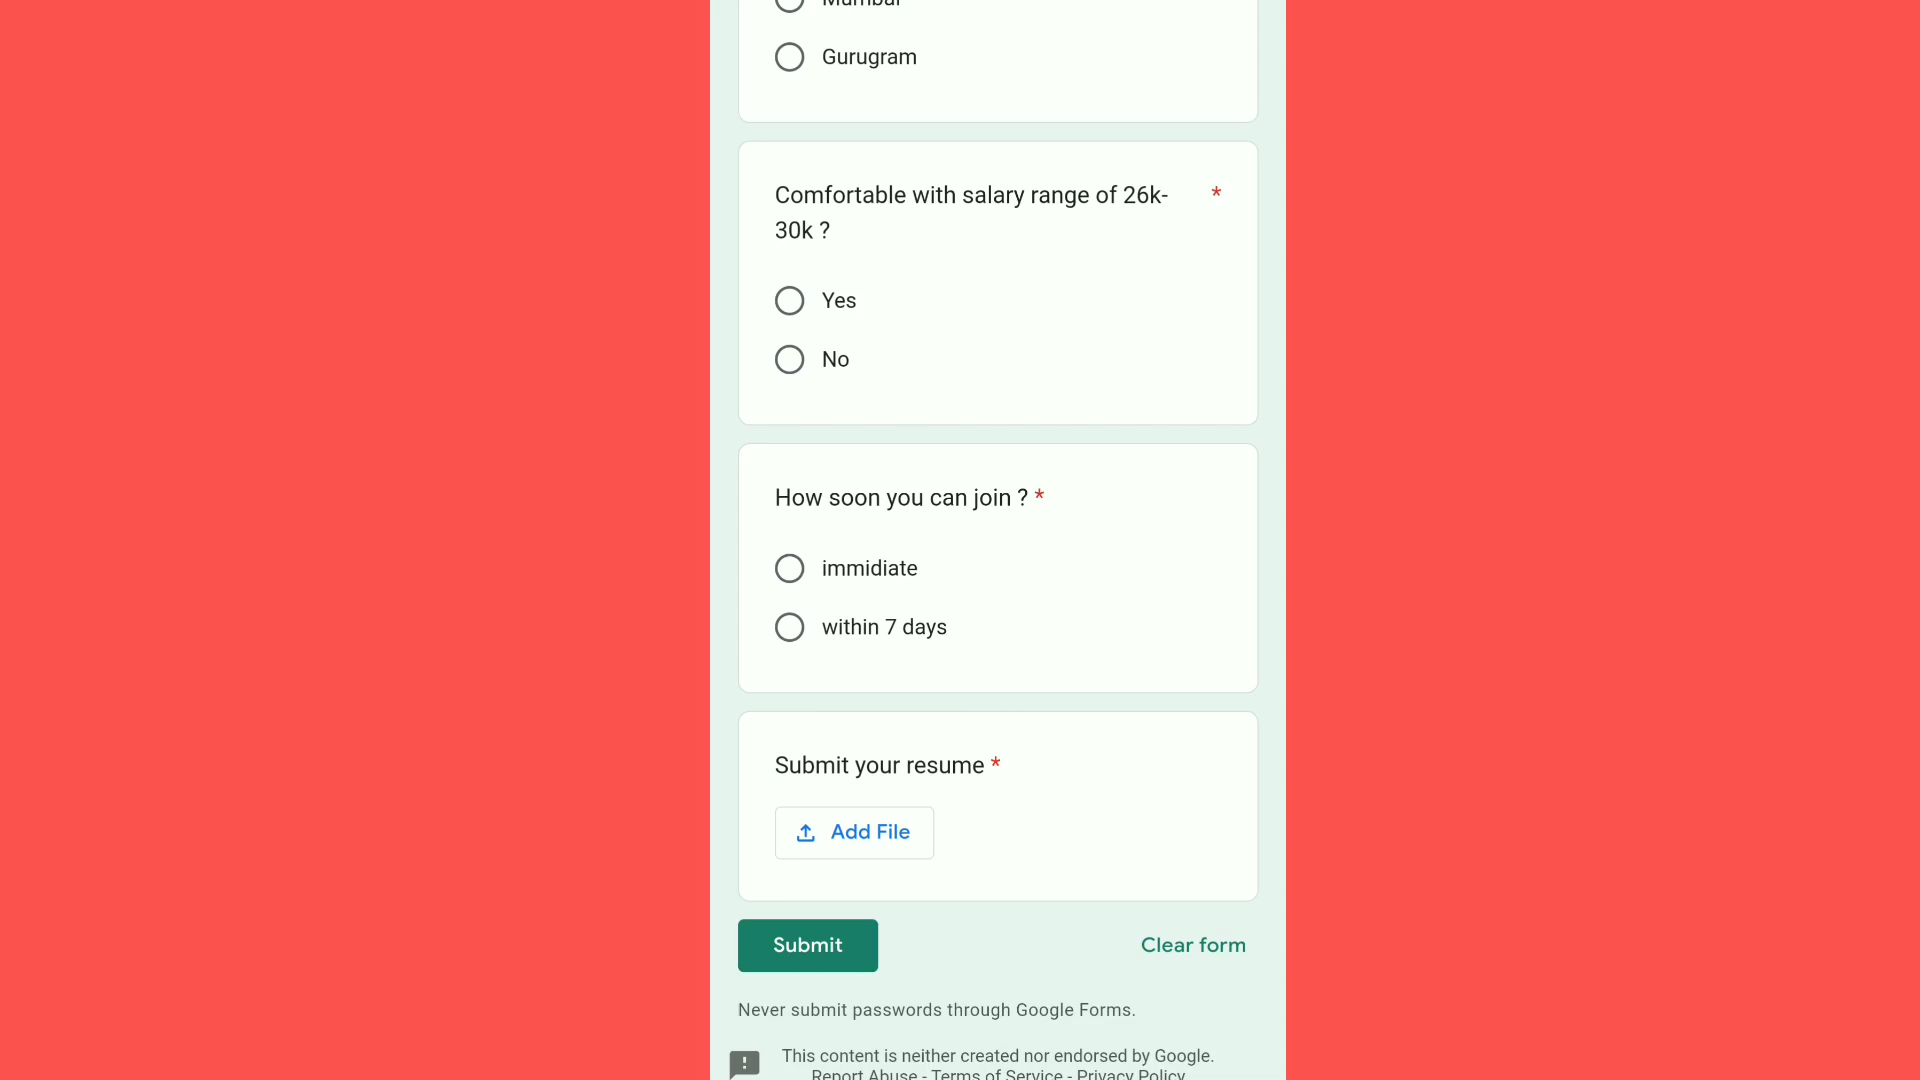 Mumbai
Gurugram
Comfortable with salary range of 26k- *
30k ?
Yes
No
How soon you can join ? *
immidiate
within 7 days
Submit your resume *
Add File
Submit
Clear form
Never submit passwords through Google Forms.
This content is neither created nor endorsed by Google.
Report Abuse - Terms of Service - Privacy Policy